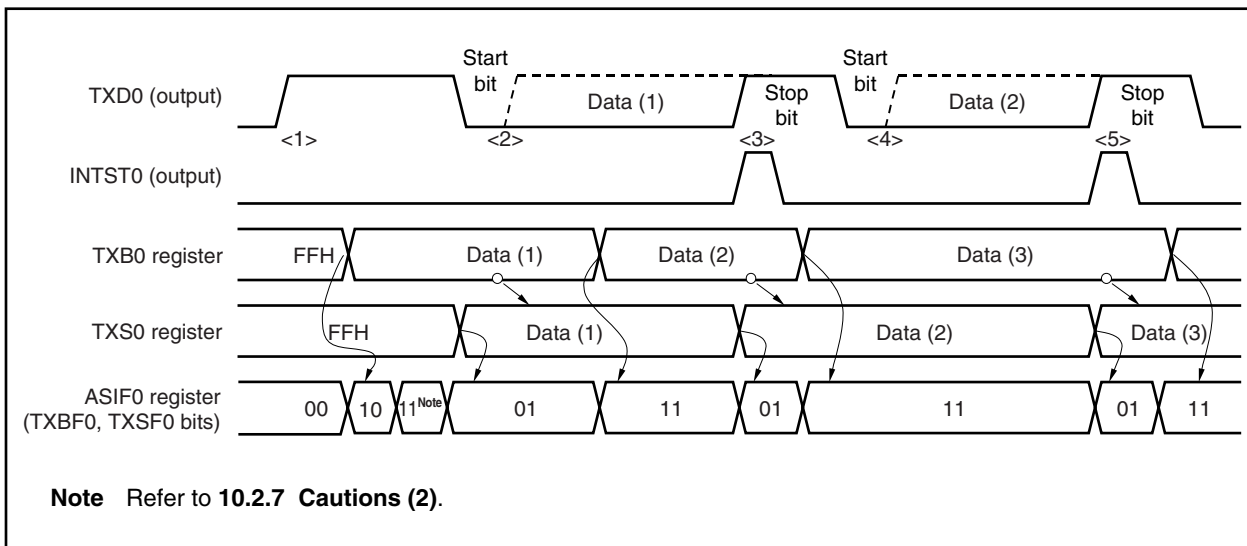 Start
bit
Start
bit
TXD0 (output)
Data (1)
Stop
bit
Data (2)
Stop
bit
<1>
<2>
<3>
<4>
<5>
INTST0 (output)
TXB0 register
FFH
Data (1)
Data (2)
Data (3)
TXS0 register
FFH
Data (1)
Data (2)
Data (3)
ASIF0 register
(TXBF0, TXSF0 bits)
00
10
11Note
01
11
01
11
01
11
Note Refer to 10.2.7 Cautions (2).